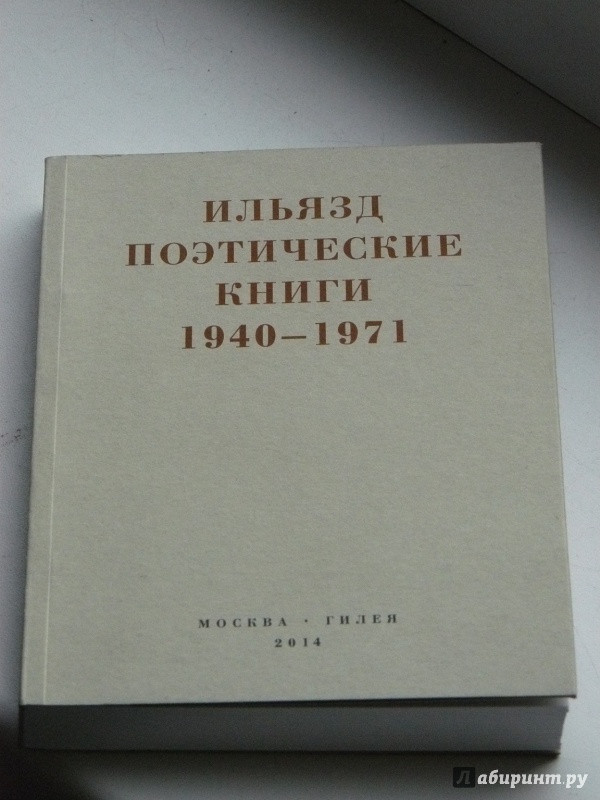 ИЛЬЯЗД
ПОЭТИЧЕСКИЕ
КНИГИ
1940–1971
МОСКВА · ГИЛЕЯ
2014
Лабиринт.ру